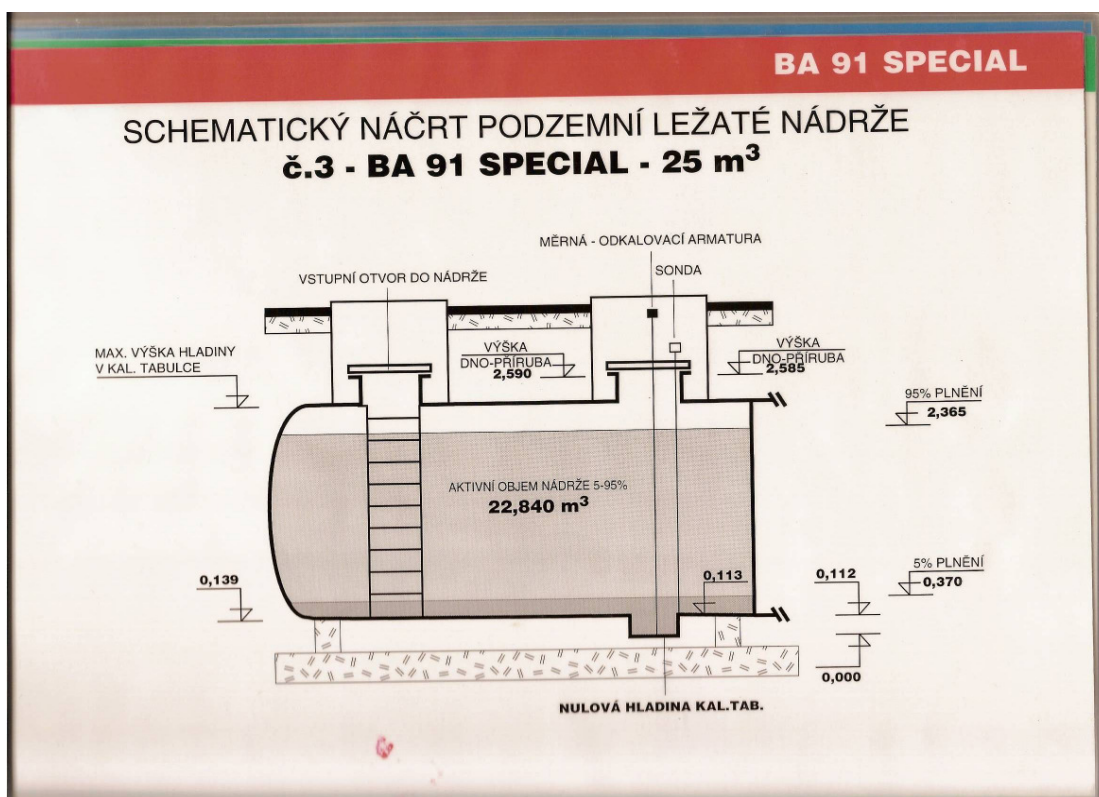 BA 91 SPECIAL
SCHEMATICKÝ NÁČRT PODZEMNÍ LEŽATÉ NÁDRŽE
č.3 - BA 91 SPECIAL - 25 m³
MĚRNÁ - ODKALOVACÍ ARMATURA
VSTUPNÍ OTVOR DO NÁDRŽE
SONDA
MAX. VÝŠKA HLADINY
V KAL. TABULCE
VÝŠKA
DNO-PŘÍRUBA
2,590
VÝŠKA
DNO-PŘÍRUBA
2,585
95% PLNĚNÍ
2,365
AKTIVNÍ OBJEM NÁDRŽE 5-95%
22,840 m³
0,139
0,113
0,112
5% PLNĚNÍ
0,370
0,000
NULOVÁ HLADINA KAL.TAB.